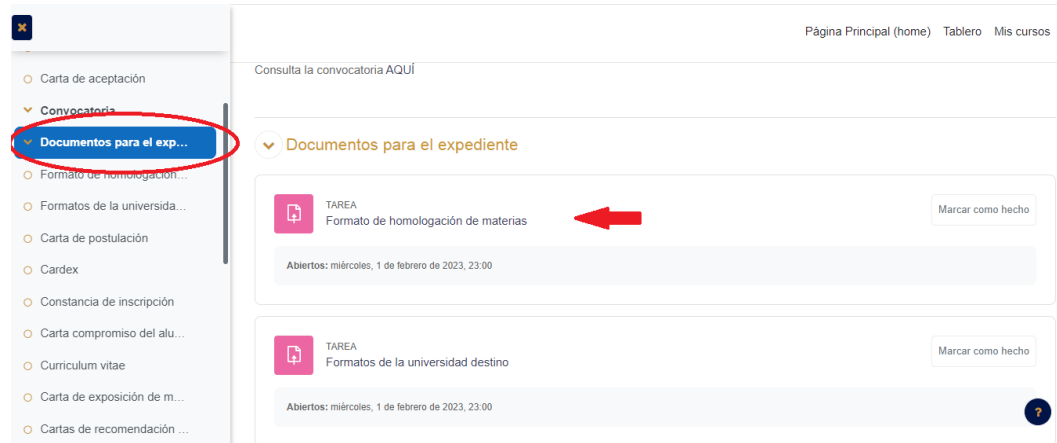 Página Principal (home) Tablero Mis cursos
Carta de aceptación
Convocatoria
Documentos para el exp...
Formato de homologación...
Formatos de la universida...
Carta de postulación
Cardex
Constancia de inscripción
Carta compromiso del alu...
Curriculum vitae
Carta de exposición de m...
Cartas de recomendación ...
Consulta la convocatoria AQUÍ
Documentos para el expediente
TAREA
Formato de homologación de materias
Marcar como hecho
Abiertos: miércoles, 1 de febrero de 2023, 23:00
TAREA
Formatos de la universidad destino
Marcar como hecho
Abiertos: miércoles, 1 de febrero de 2023, 23:00
?